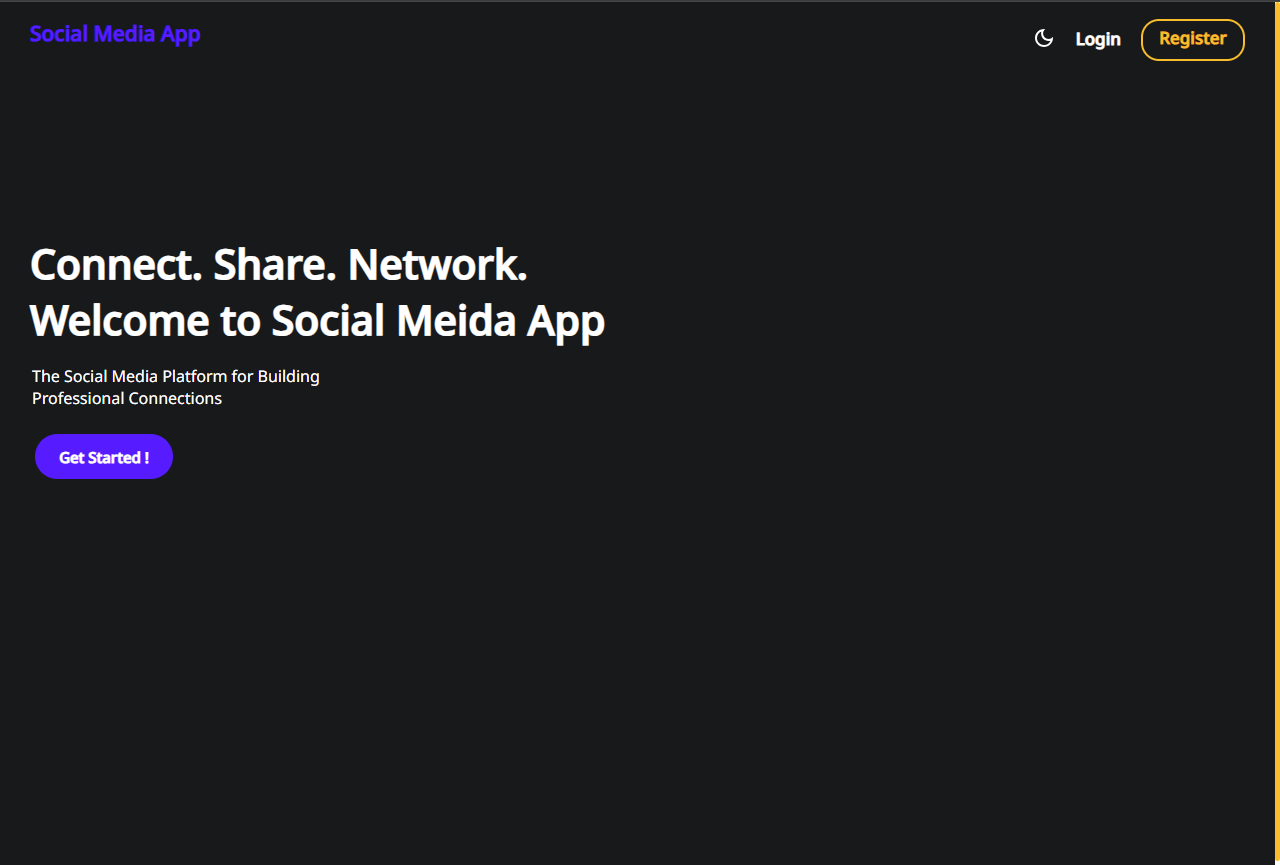 Social Media App
Login
Register
Connect. Share. Network.
Welcome to Social Meida App
The Social Media Platform for Building
Professional Connections
Get Started !